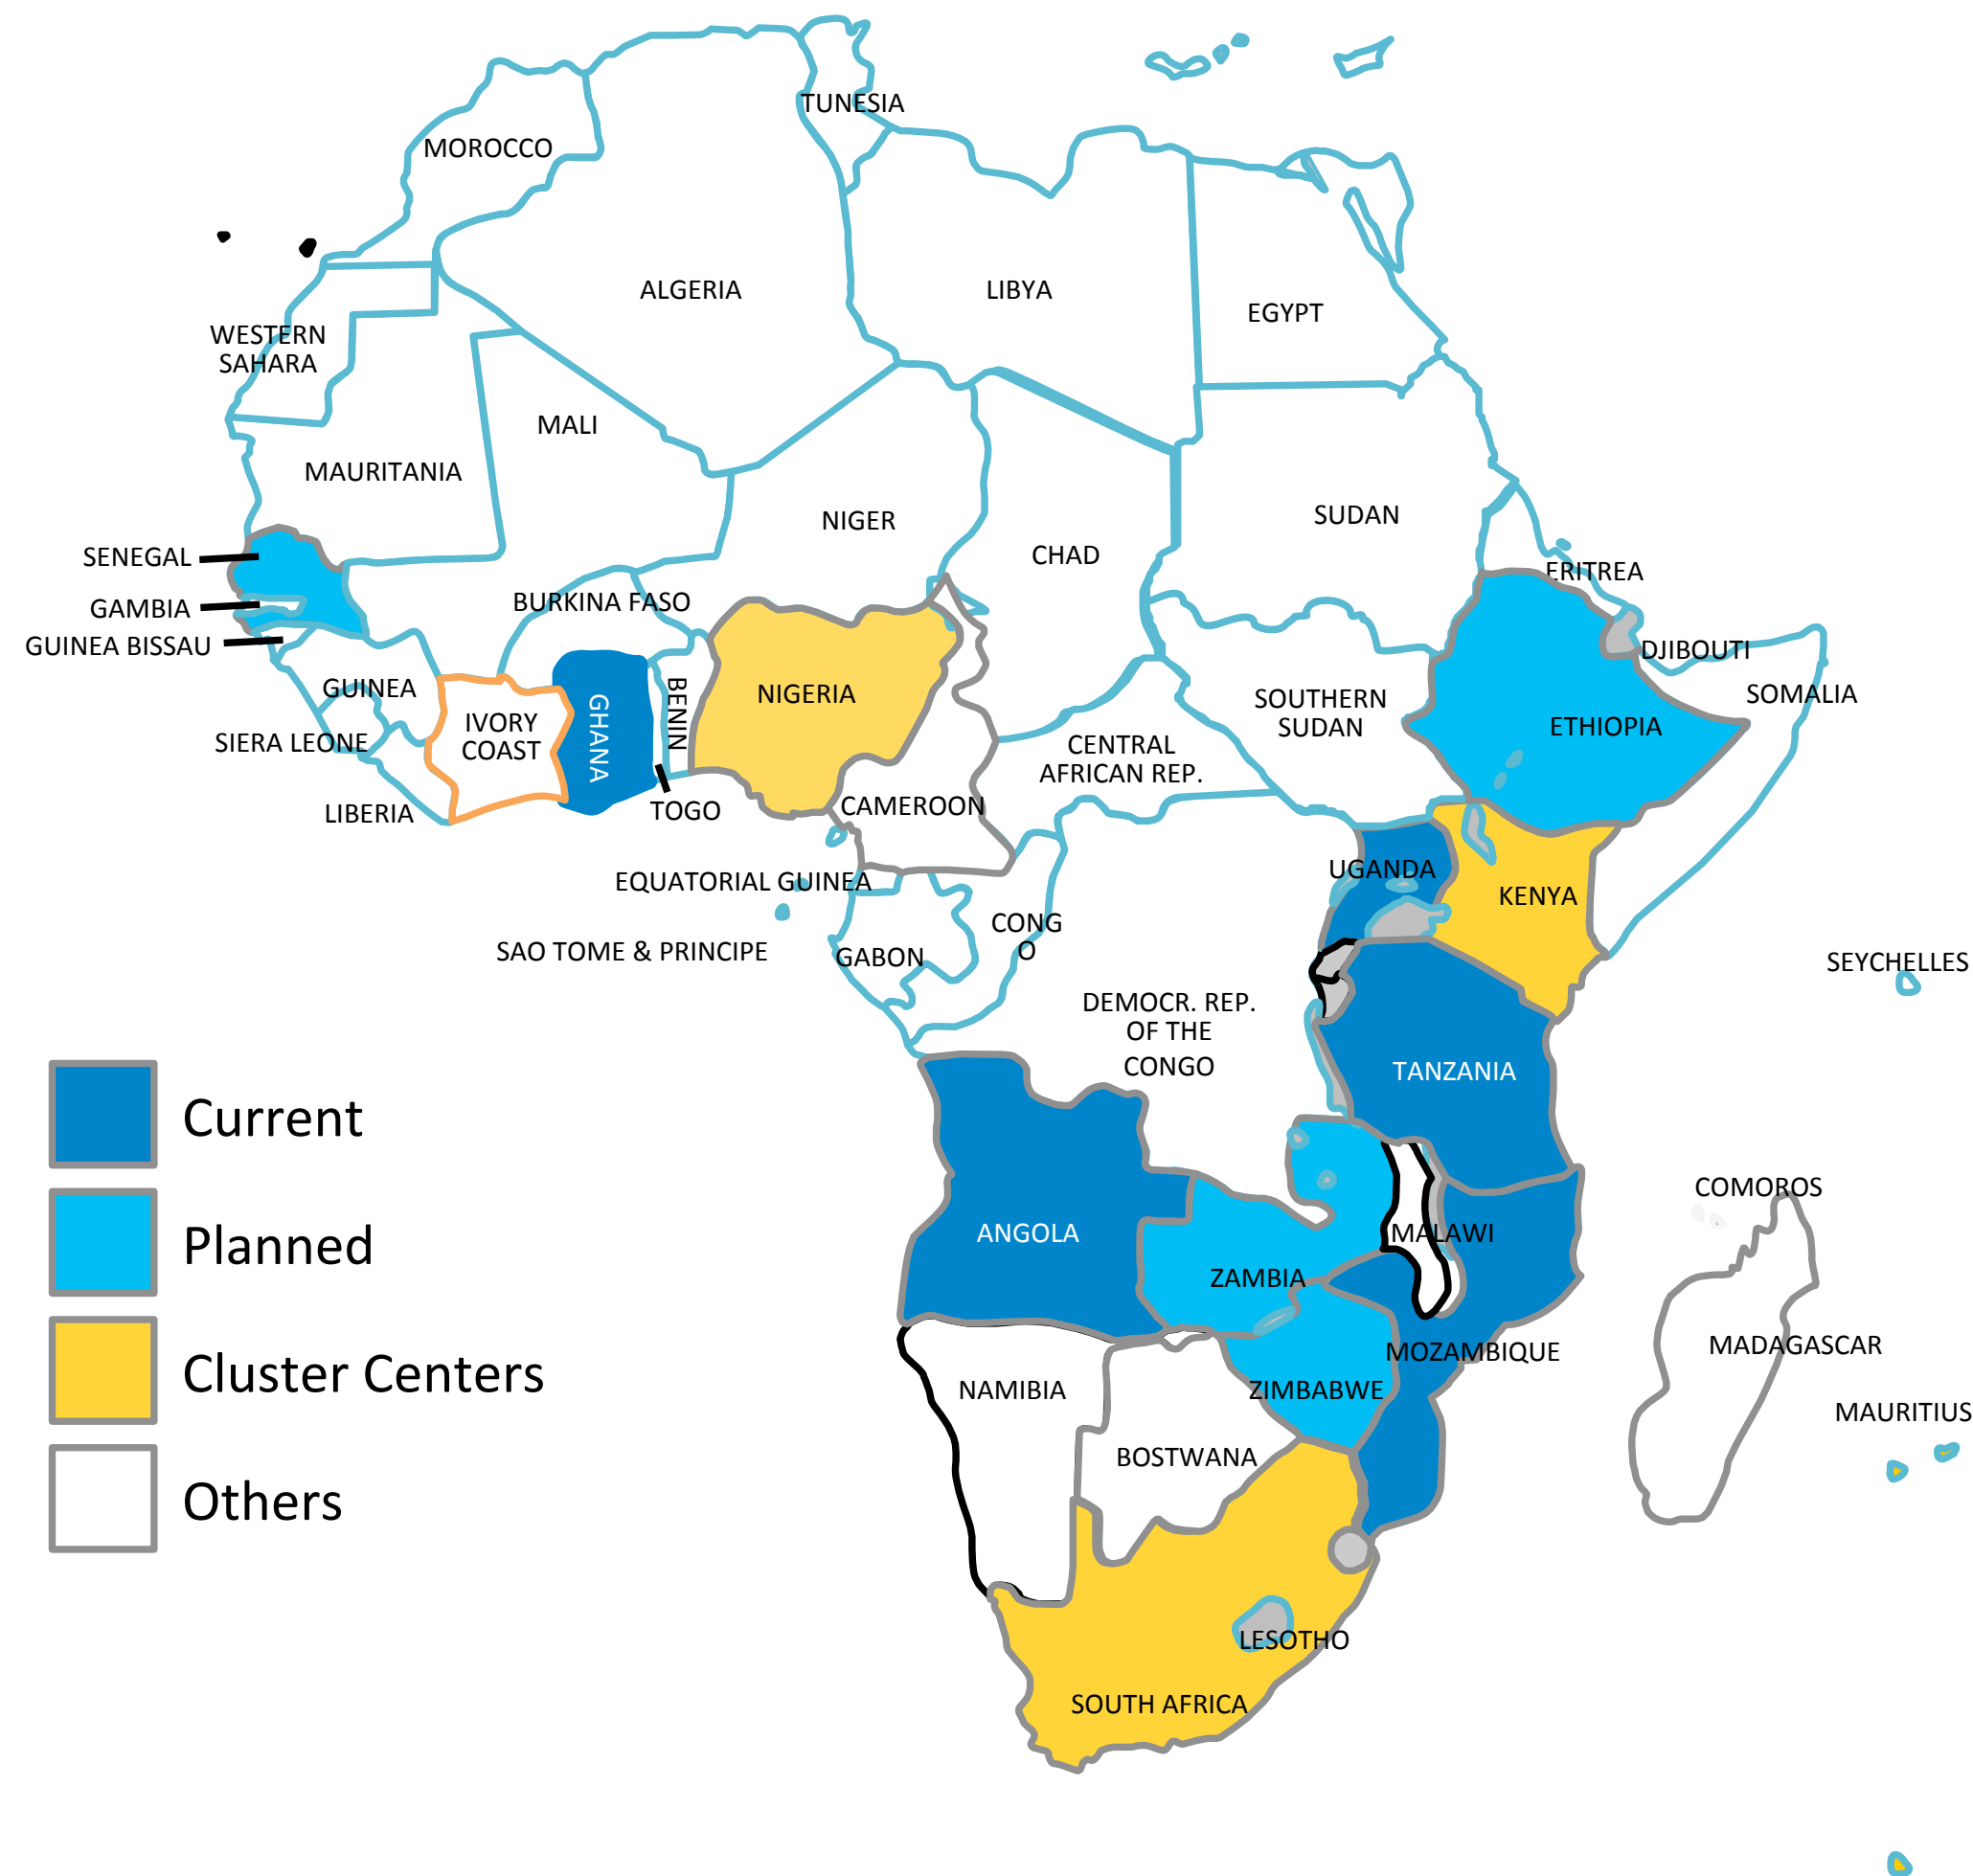 TUNESIA
MOROCCO
ALGERIA
LIBYA
EGYPT
WESTERN
SAHARA
MALI
MAURITANIA
NIGER
SUDAN
CHAD
SENEGAL
ERITREA
GAMBIA
BURKINA FASO
GUINEA BISSAU
DJIBOUTI
GUINEA
NIGERIA
BENIN
GHANA
SOUTHERN
SUDAN
SOMALIA
IVORY
COAST
ETHIOPIA
SIERA LEONE
CENTRAL
AFRICAN REP.
LIBERIA
TOGO
CAMEROON
UGANDA
EQUATORIAL GUINEA
KENYA
CONG
O
SAO TOME & PRINCIPE
GABON
SEYCHELLES
DEMOCR. REP.
OF THE
CONGO
TANZANIA
Current
COMOROS
ANGOLA
MALAWI
Planned
ZAMBIA
MADAGASCAR
MOZAMBIQUE
Cluster Centers
NAMIBIA
ZIMBABWE
MAURITIUS
BOSTWANA
Others
LESOTHO
SOUTH AFRICA